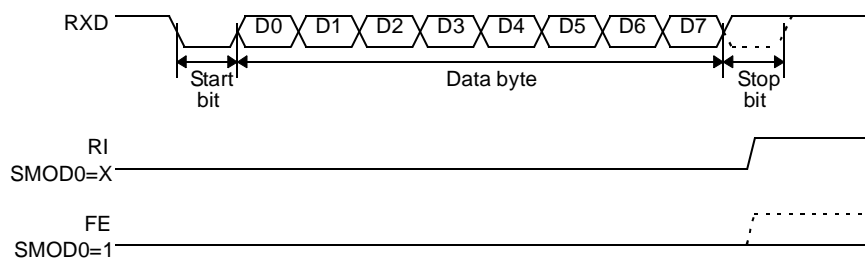 RXD
D0 D1 D2 D3 D4 D5 D6 D7
Start
bit
Data byte
Stop
bit
RI
SMOD0=X
FE
SMOD0=1